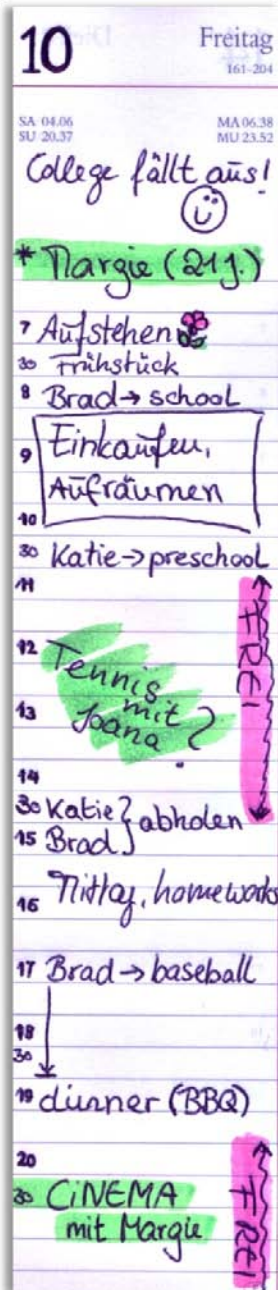 10 Freitag
161-204
SA 04.06 MA 06.38
SU 20.37 MU 23.52
College fällt aus!
* Margie (21 J.)
7 Aufstehen
30 Frühstück
8 Brad → school
Einkaufen,
9
Aufräumen
10
30 Katie → preschool
11
FREI
12
Tennis
mit
13 Joana?
14
30 Katie } abholen
15 Brad
Mittag, homeworks
16
17 Brad → baseball
18
30
19 dinner (BBQ)
20
30 CiNEMA
mit Margie
FREI